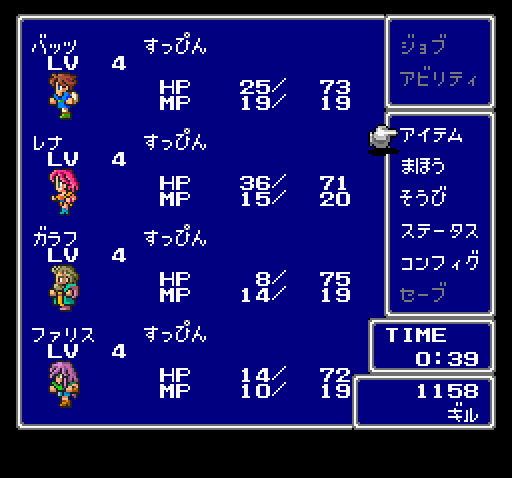 バッツ すっぴん
LV 4
HP 25/ 73
MP 19/ 19
レナ すっぴん
LV 4
HP 36/ 71
MP 15/ 20
ガラフ すっぴん
LV 4
HP 8/ 75
MP 14/ 19
ファリス すっぴん
LV 4
HP 14/ 72
MP 10/ 19
ジョブ
アビリティ
アイテム
まほう
そうび
ステータス
コンフィグ
セーブ
TIME
0:39
1158
ギル